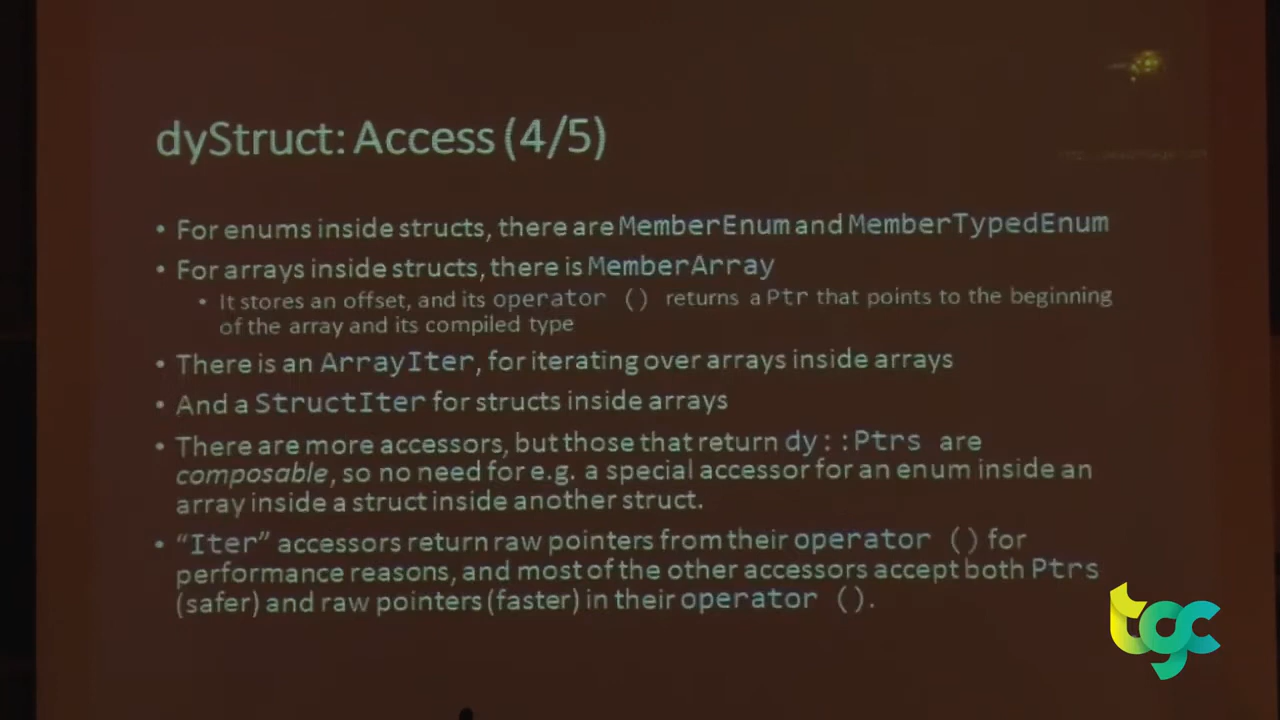 dyStruct: Access (4/5)
• For enums inside structs, there are MemberEnum and MemberTypedEnum
• For arrays inside structs, there is MemberArray
• It stores an offset, and its operator () returns a Ptr that points to the beginning
of the array and its compiled type
• There is an ArrayIter, for iterating over arrays inside arrays
• And a StructIter for structs inside arrays
• There are more accessors, but those that return dy::Ptrs are
composable, so no need for e.g. a special accessor for an enum inside an
array inside a struct inside another struct.
• “Iter” accessors return raw pointers from their operator () for
performance reasons, and most of the other accessors accept both Ptrs
(safer) and raw pointers (faster) in their operator ().
tgc